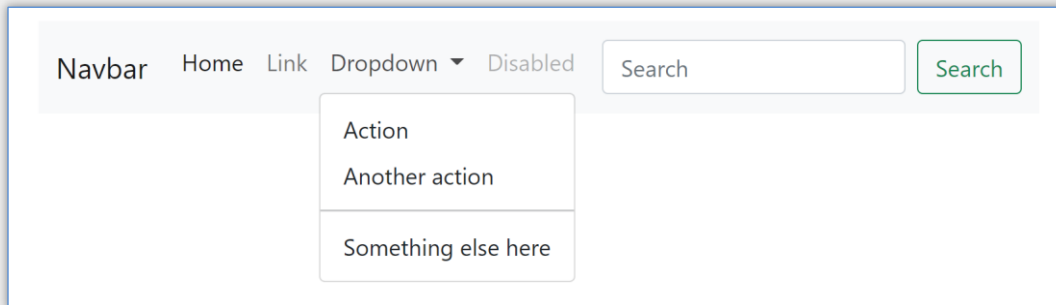 Navbar Home Link Dropdown Disabled Search Search
Action
Another action
Something else here